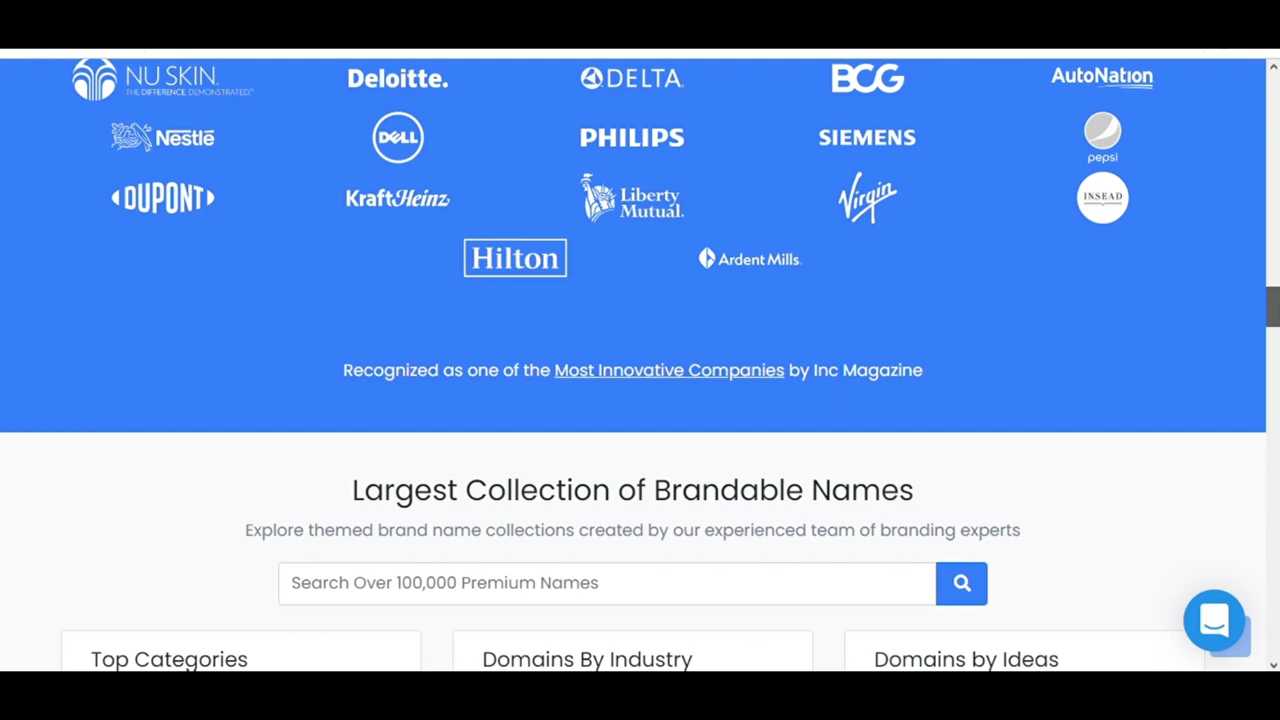 NU SKIN
THE DIFFERENCE. DEMONSTRATED.™
Deloitte.
DELTA
BCG
AutoNation
Nestlé
DELL
PHILIPS
SIEMENS
pepsi
DUPONT
KraftHeinz
Liberty
Mutual.
Virgin
INSEAD
Hilton
Ardent Mills.
Recognized as one of the Most Innovative Companies by Inc Magazine
Largest Collection of Brandable Names
Explore themed brand name collections created by our experienced team of branding experts
Search Over 100,000 Premium Names
Top Categories
Domains By Industry
Domains by Ideas